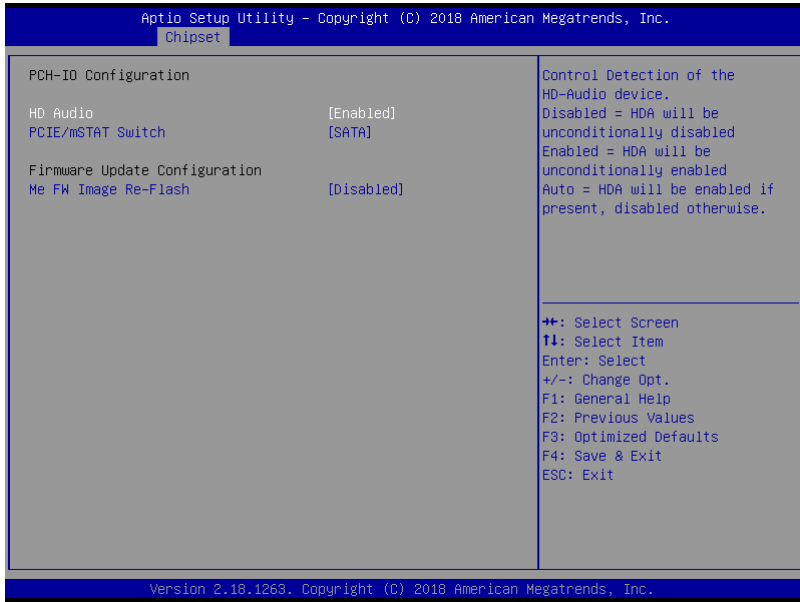 Aptio Setup Utility – Copyright (C) 2018 American Megatrends, Inc.
Chipset
PCH-IO Configuration
HD Audio [Enabled]
PCIE/mSTAT Switch [SATA]
Firmware Update Configuration
Me FW Image Re-Flash [Disabled]
Control Detection of the
HD-Audio device.
Disabled = HDA will be
unconditionally disabled
Enabled = HDA will be
unconditionally enabled
Auto = HDA will be enabled if
present, disabled otherwise.
→←: Select Screen
↑↓: Select Item
Enter: Select
+/-: Change Opt.
F1: General Help
F2: Previous Values
F3: Optimized Defaults
F4: Save & Exit
ESC: Exit
Version 2.18.1263. Copyright (C) 2018 American Megatrends, Inc.